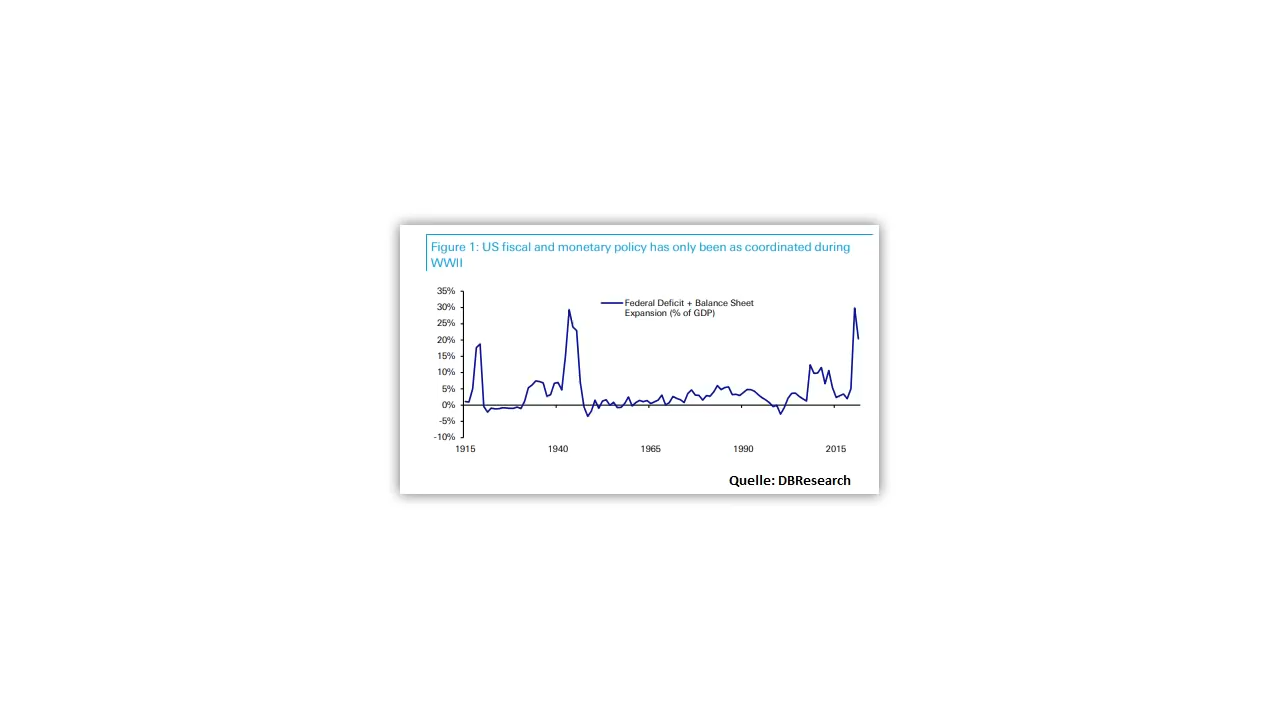 Figure 1: US fiscal and monetary policy has only been as coordinated during
WWII
35%
30%
25%
20%
15%
10%
5%
0%
-5%
-10%
Federal Deficit + Balance Sheet
Expansion (% of GDP)
1915 1940 1965 1990 2015
Quelle: DBResearch